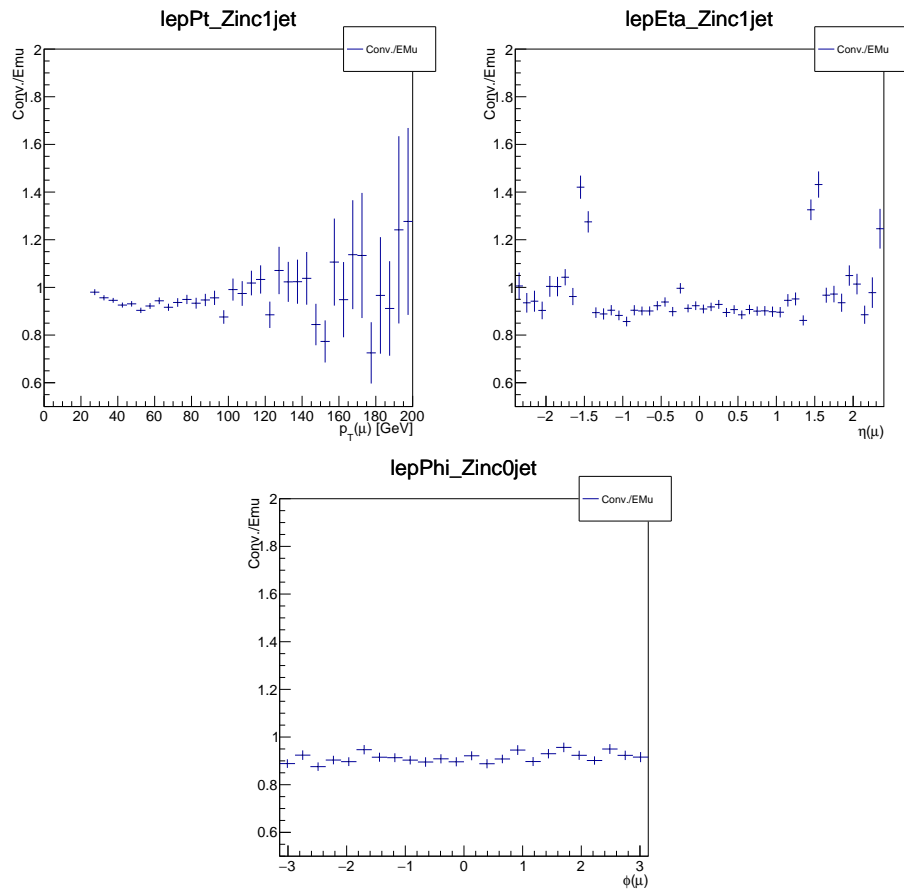 lepPt_Zinc1jet
Conv./Emu
Conv./EMu
2
1.8
1.6
1.4
1.2
1
0.8
0.6
0 20 40 60 80 100 120 140 160 180 200
p_T(μ) [GeV]
lepEta_Zinc1jet
Conv./Emu
Conv./EMu
2
1.8
1.6
1.4
1.2
1
0.8
0.6
−2 −1.5 −1 −0.5 0 0.5 1 1.5 2
η(μ)
lepPhi_Zinc0jet
Conv./Emu
Conv./EMu
2
1.8
1.6
1.4
1.2
1
0.8
0.6
−3 −2 −1 0 1 2 3
φ(μ)